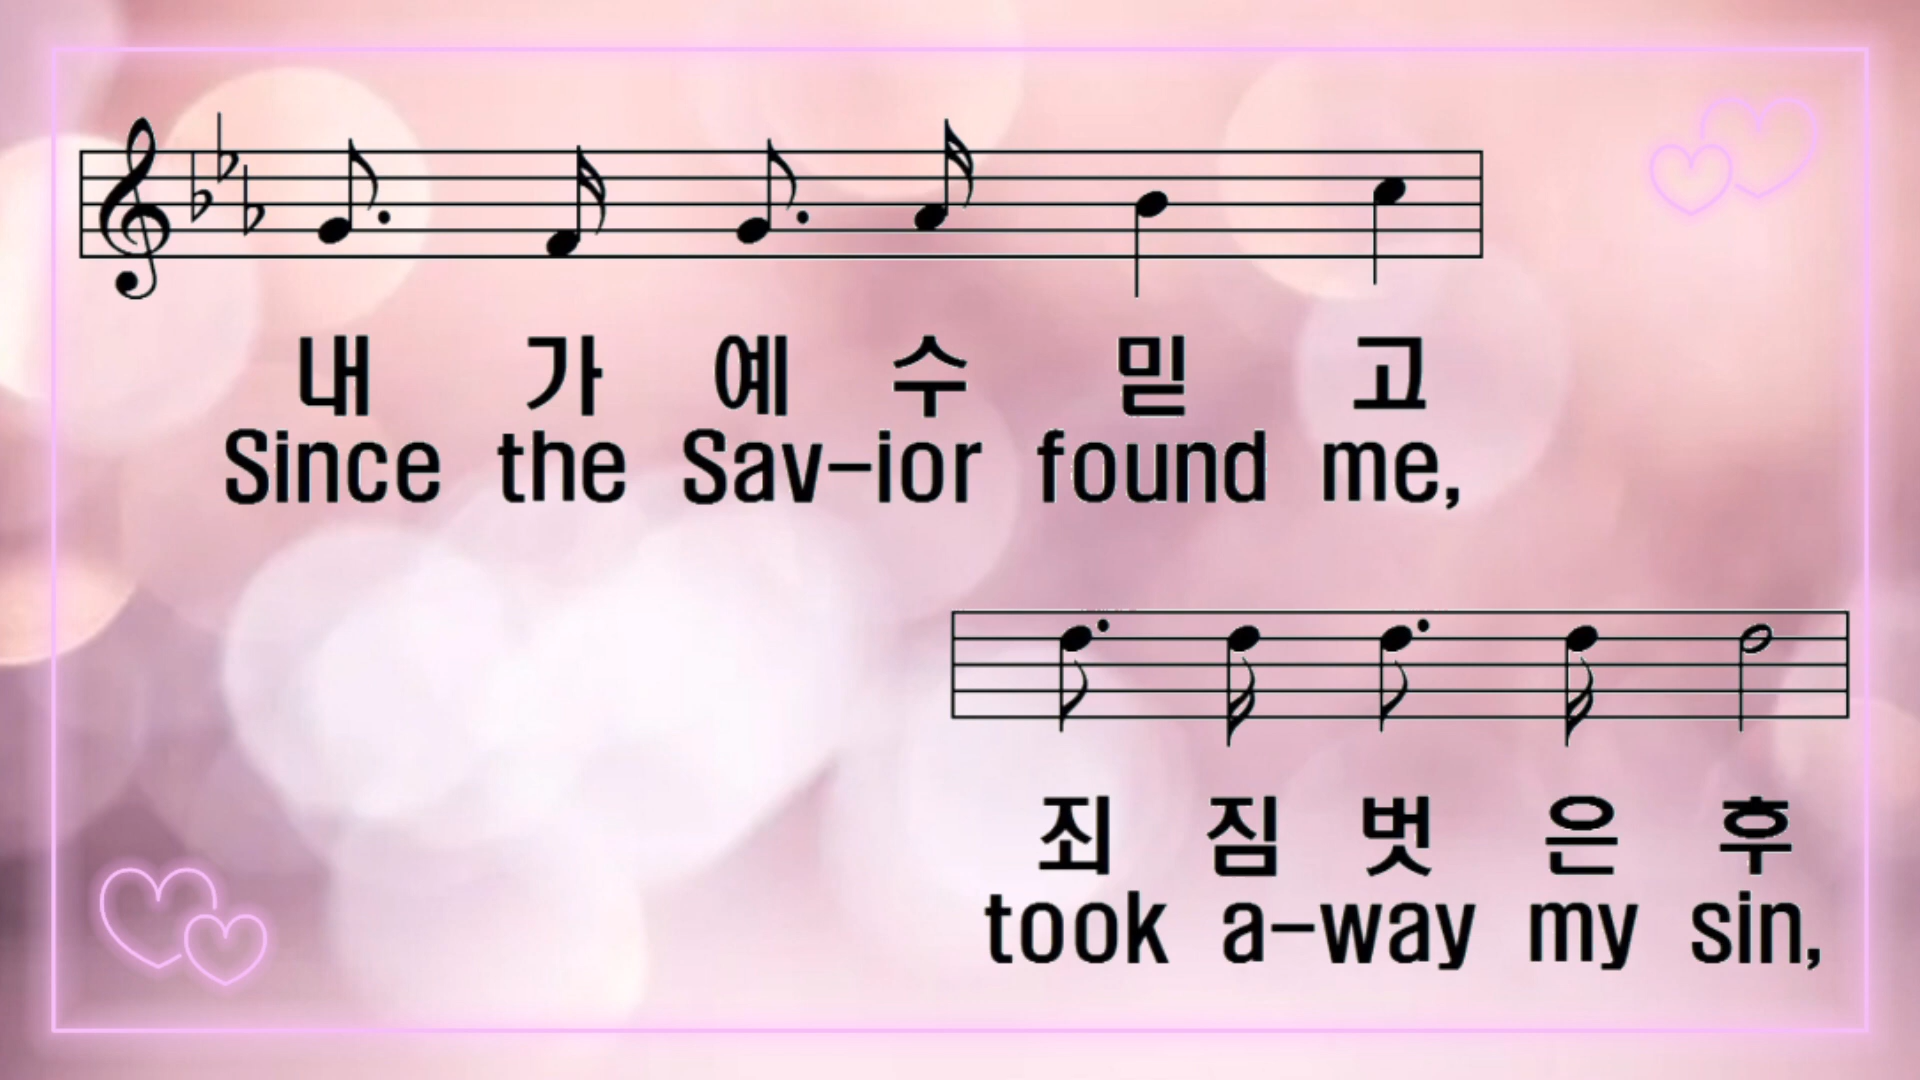 내 가 예 수 믿 고
Since the Sav-ior found me,
죄 짐 벗 은 후
took a-way my sin,